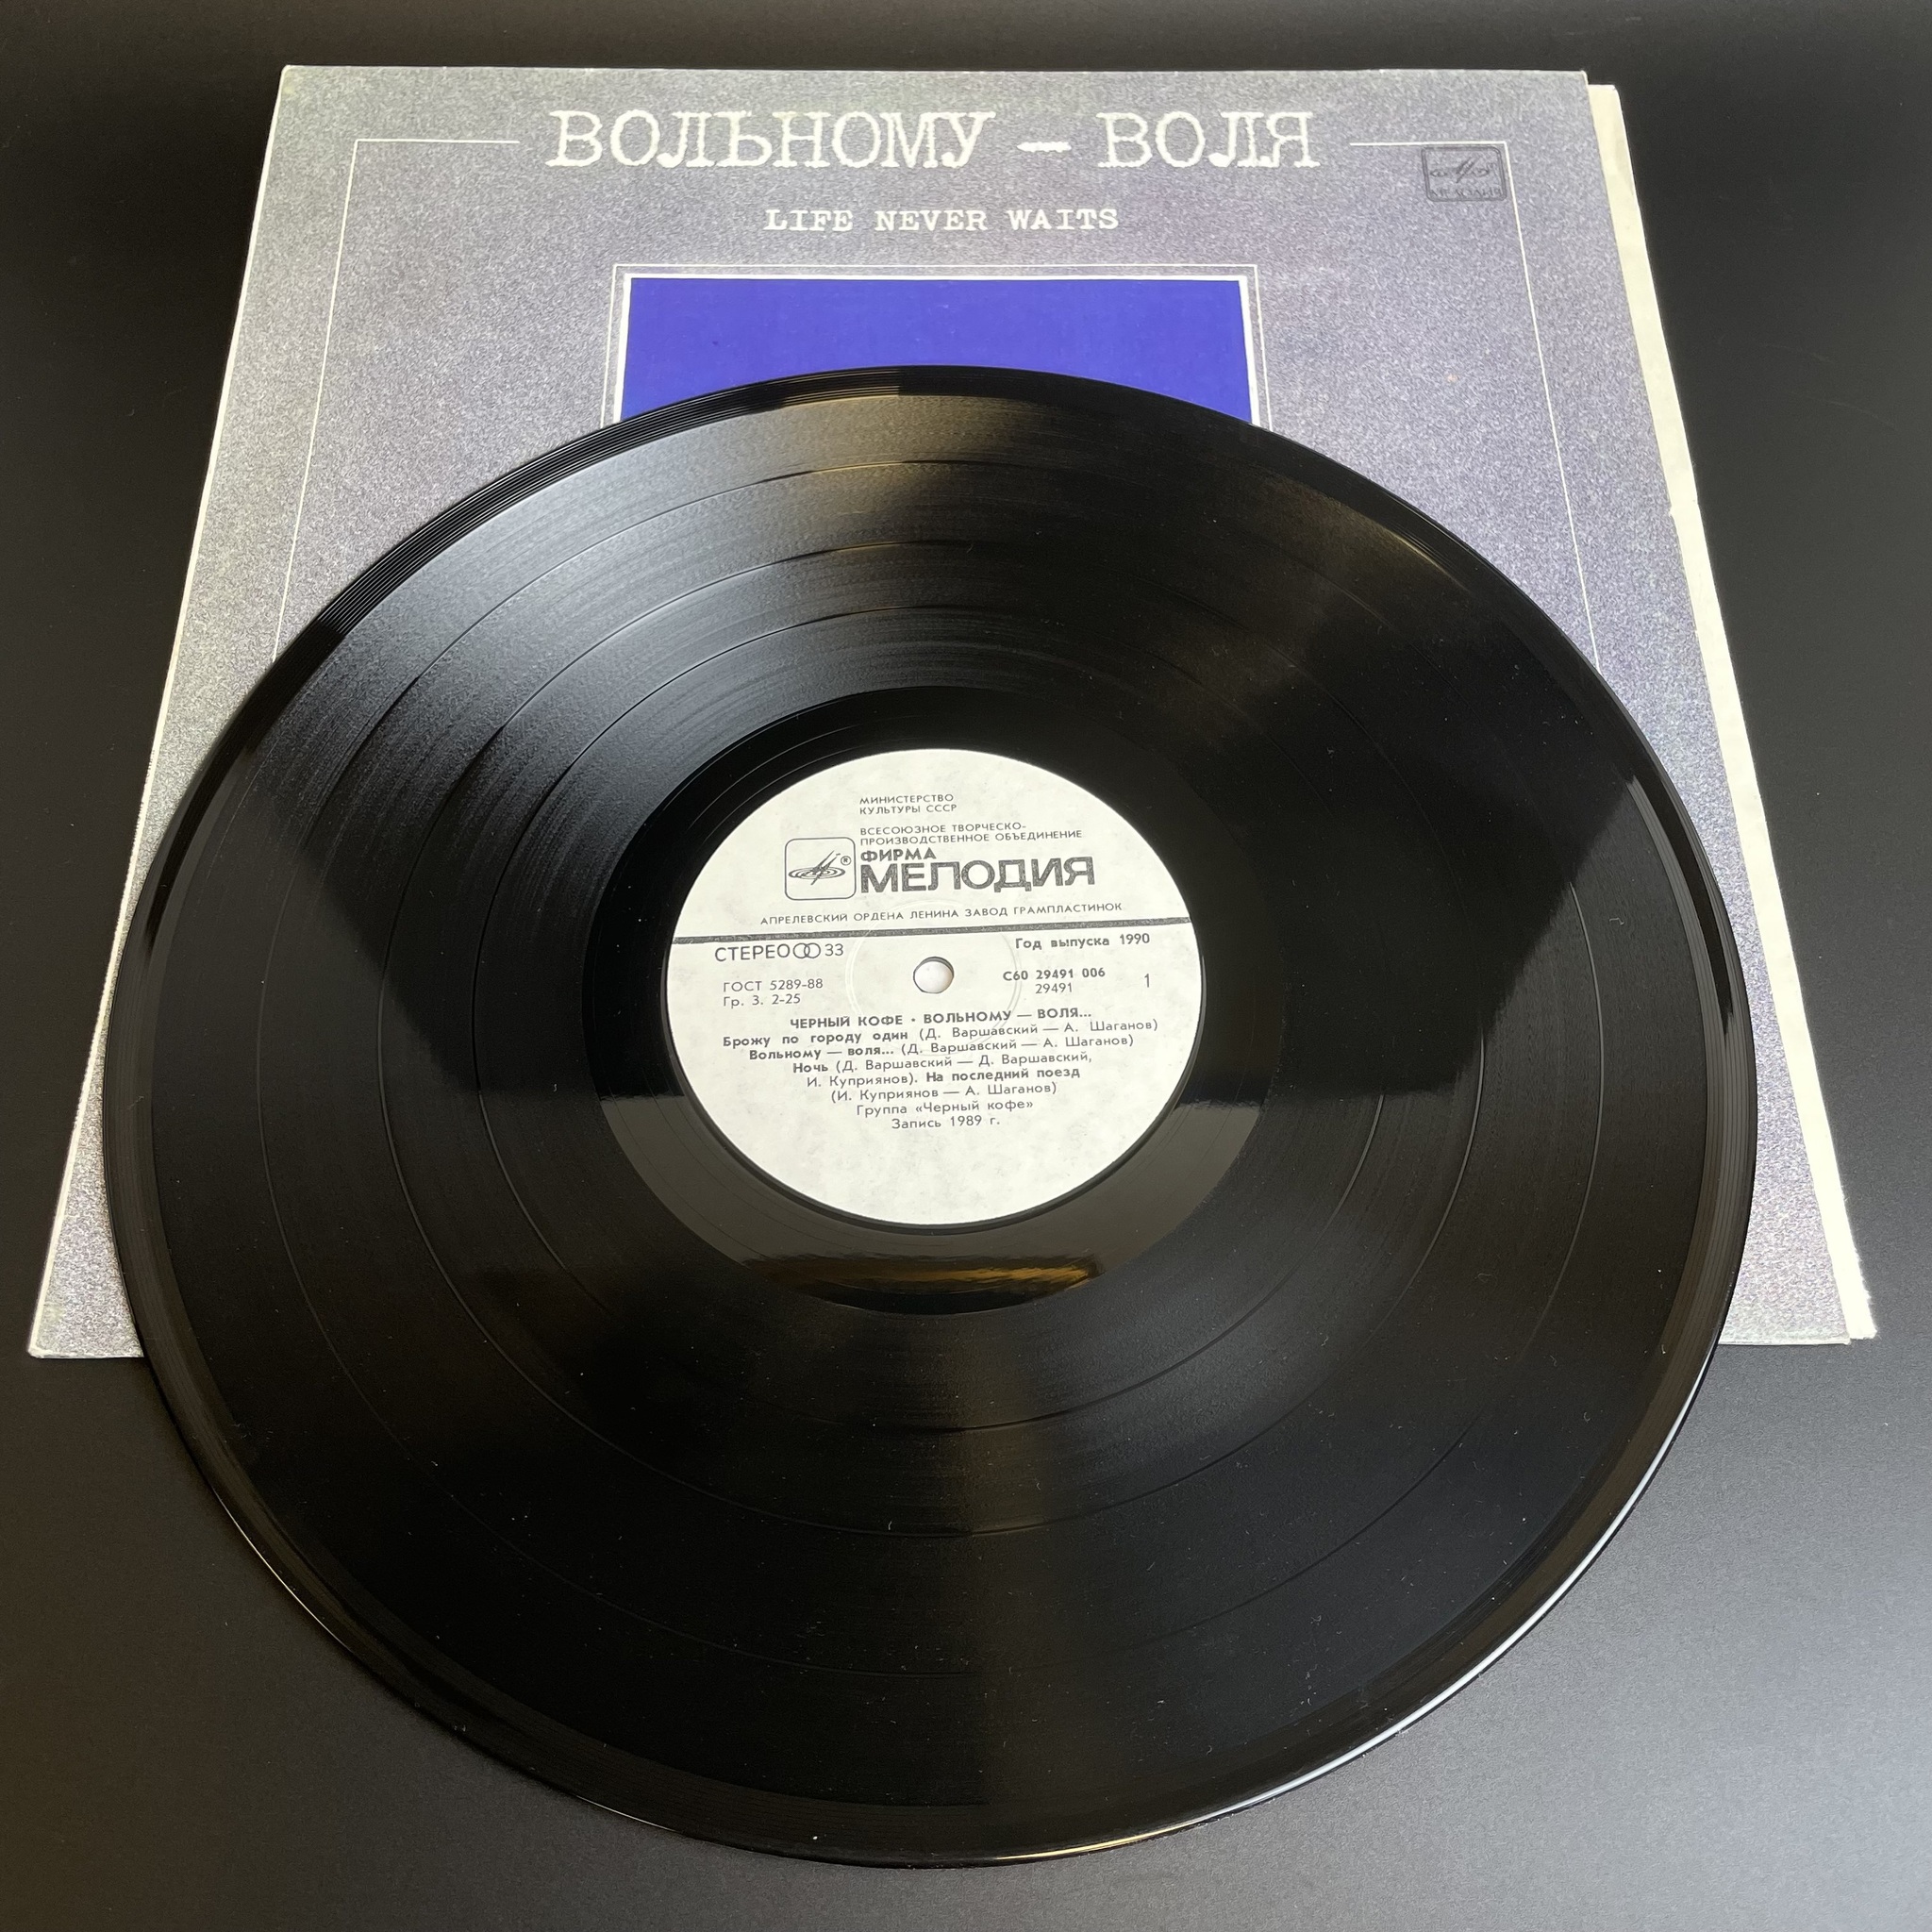 ВОЛЬНОМУ — ВОЛЯ
МЕЛОДИЯ
LIFE NEVER WAITS
МИНИСТЕРСТВО
КУЛЬТУРЫ СССР
ВСЕСОЮЗНОЕ ТВОРЧЕСКО-
ПРОИЗВОДСТВЕННОЕ ОБЪЕДИНЕНИЕ
®
ФИРМА
МЕЛОДИЯ
АПРЕЛЕВСКИЙ ОРДЕНА ЛЕНИНА ЗАВОД ГРАМПЛАСТИНОК
СТЕРЕО 33
Год выпуска 1990
ГОСТ 5289-88
Гр. 3. 2-25
С60 29491 006
29491
1
ЧЕРНЫЙ КОФЕ • ВОЛЬНОМУ — ВОЛЯ...
Брожу по городу один (Д. Варшавский — А. Шаганов)
Вольному — воля... (Д. Варшавский — А. Шаганов)
Ночь (Д. Варшавский — Д. Варшавский,
И. Куприянов). На последний поезд
(И. Куприянов — А. Шаганов)
Группа «Черный кофе»
Запись 1989 г.